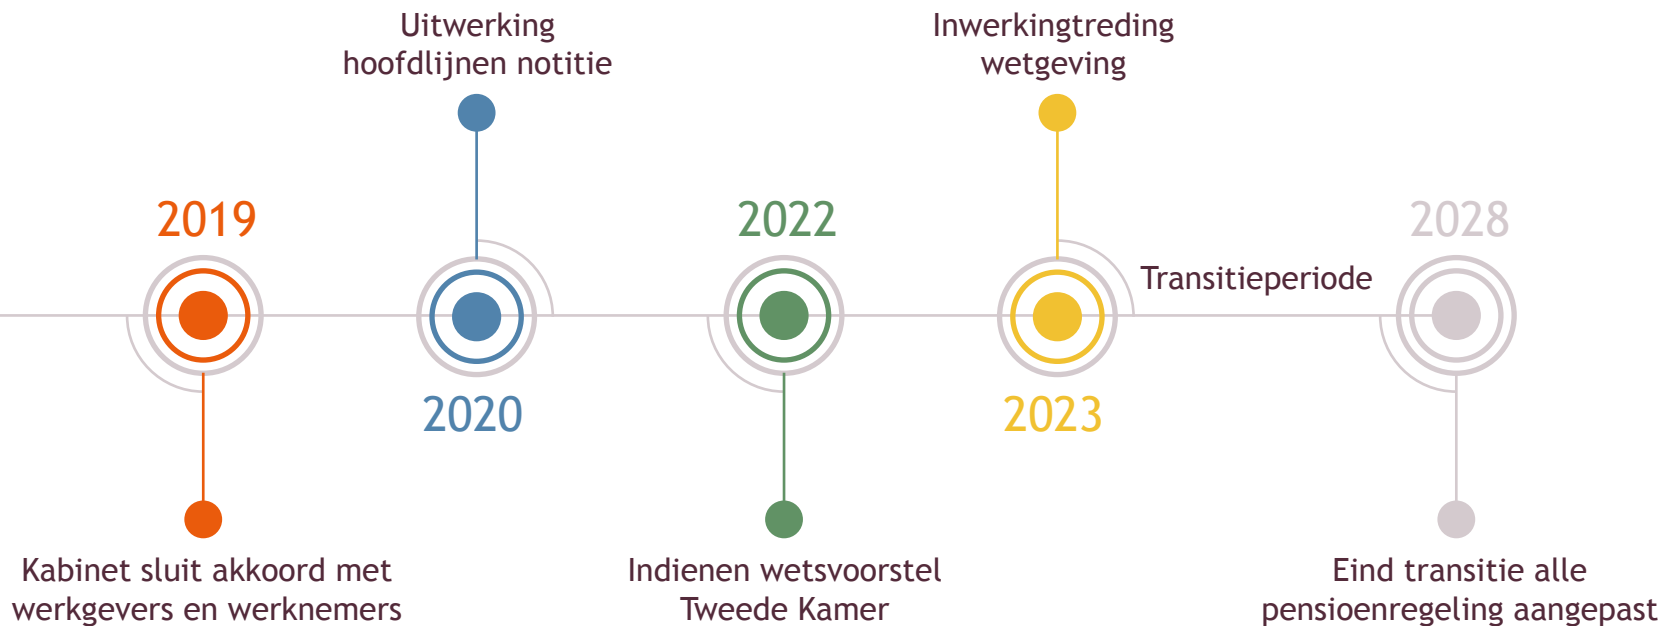 Uitwerking
hoofdlijnen notitie
Inwerkingtreding
wetgeving
2019
2022
2028
Transitieperiode
2020
2023
Kabinet sluit akkoord met
werkgevers en werknemers
Indienen wetsvoorstel
Tweede Kamer
Eind transitie alle
pensioenregeling aangepast